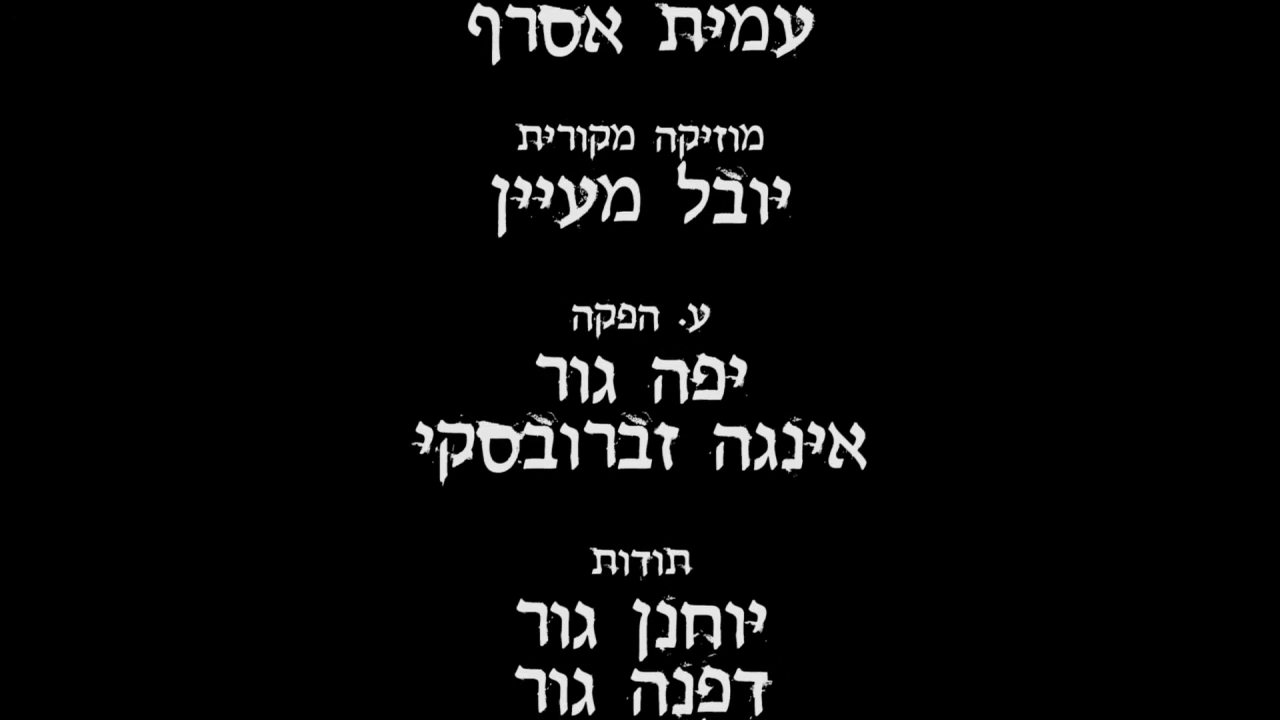 עמית אסרף
מוזיקה מקורית
יובל מעיין
ע. הפקה
יפה גור
אינגה זברובסקי
תודות
יוחנן גור
דפנה גור